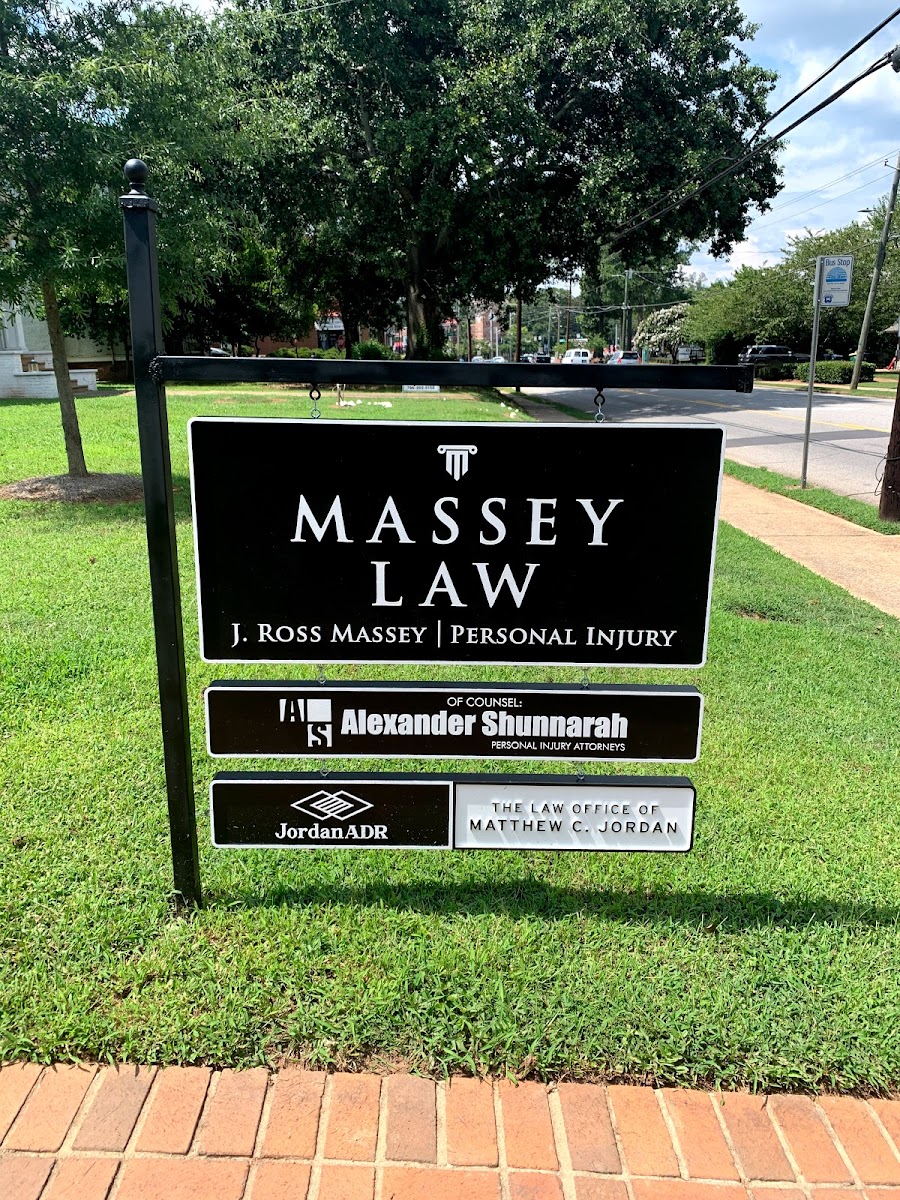 Bus Stop
MASSEY
LAW
J. ROSS MASSEY | PERSONAL INJURY
OF COUNSEL:
AS Alexander Shunnarah
PERSONAL INJURY ATTORNEYS
JordanADR
THE LAW OFFICE OF
MATTHEW C. JORDAN